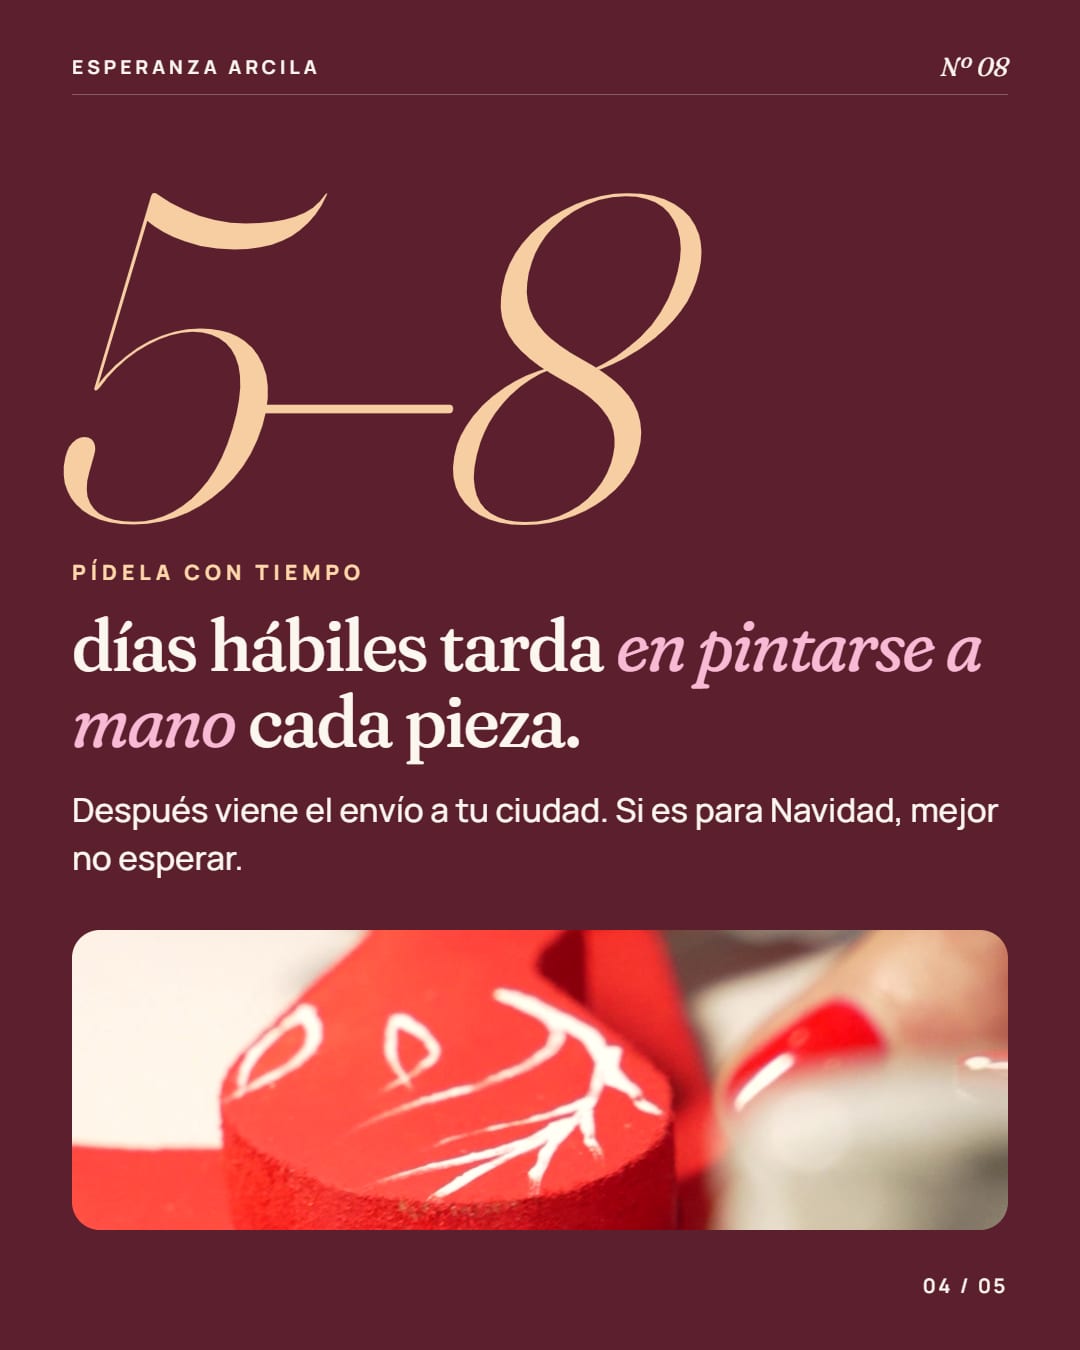 ESPERANZA ARCILA
Nº 08
5–8
PÍDELA CON TIEMPO
días hábiles tarda en pintarse a
mano cada pieza.
Después viene el envío a tu ciudad. Si es para Navidad, mejor
no esperar.
04 / 05